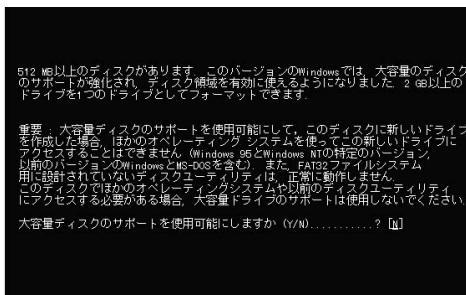 512 MB以上のディスクがあります. このバージョンのWindowsでは, 大容量のディスク
のサポートが強化され, ディスク領域を有効に使えるようになりました. 2 GB以上の
ドライブを1つのドライブとしてフォーマットできます.
重要 : 大容量ディスクのサポートを使用可能にして, このディスクに新しいドライブ
を作成した場合, ほかのオペレーティング システムを使ってこの新しいドライブに
アクセスすることはできません (Windows 95とWindows NTの特定のバージョン,
以前のバージョンのWindowsとMS-DOSを含む). また, FAT32ファイルシステム
用に設計されていないディスクユーティリティは, 正常に動作しません.
このディスクでほかのオペレーティングシステムや以前のディスクユーティリティ
にアクセスする必要がある場合, 大容量ドライブのサポートは使用しないでください.
大容量ディスクのサポートを使用可能にしますか (Y/N)...........? [N]